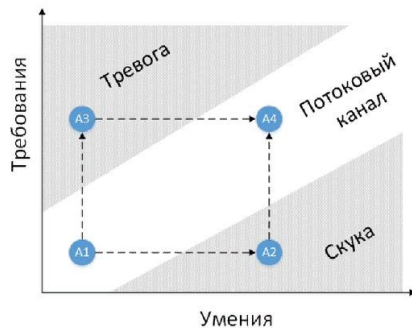 Тревога
Потоковый
канал
Требования
A3
A4
A1
A2
Скука
Умения